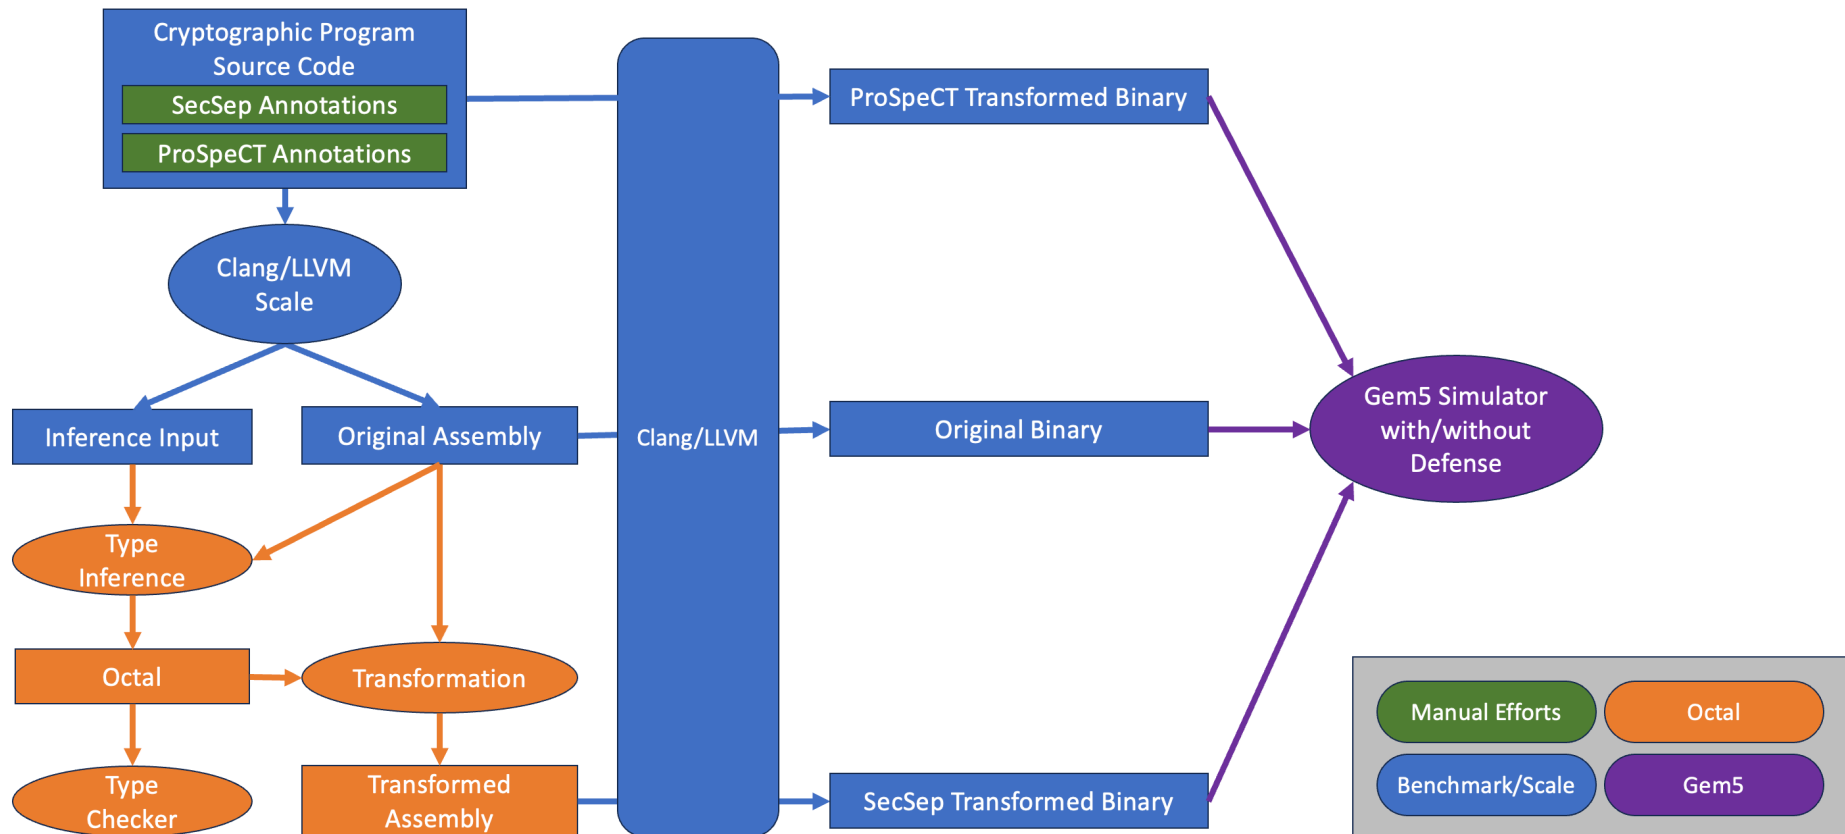 Cryptographic Program
Source Code
SecSep Annotations
ProSpeCT Annotations
Clang/LLVM
Scale
Inference Input
Original Assembly
Type
Inference
Octal
Transformation
Type
Checker
Transformed
Assembly
Clang/LLVM
ProSpeCT Transformed Binary
Original Binary
SecSep Transformed Binary
Gem5 Simulator
with/without
Defense
Manual Efforts
Octal
Benchmark/Scale
Gem5